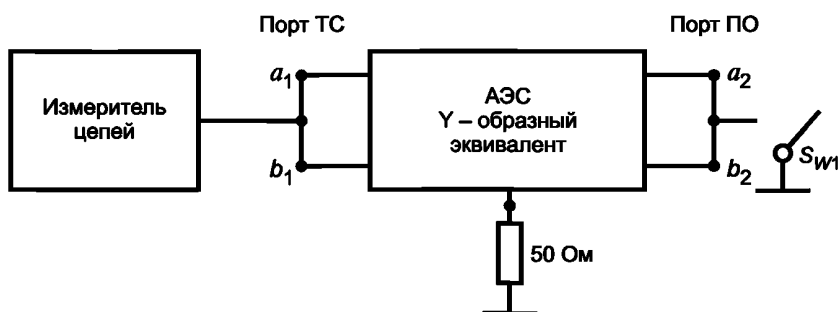 Порт ТС
Порт ПО
Измеритель
цепей
a1
b1
АЭС
Y – образный
эквивалент
a2
b2
SW1
50 Ом